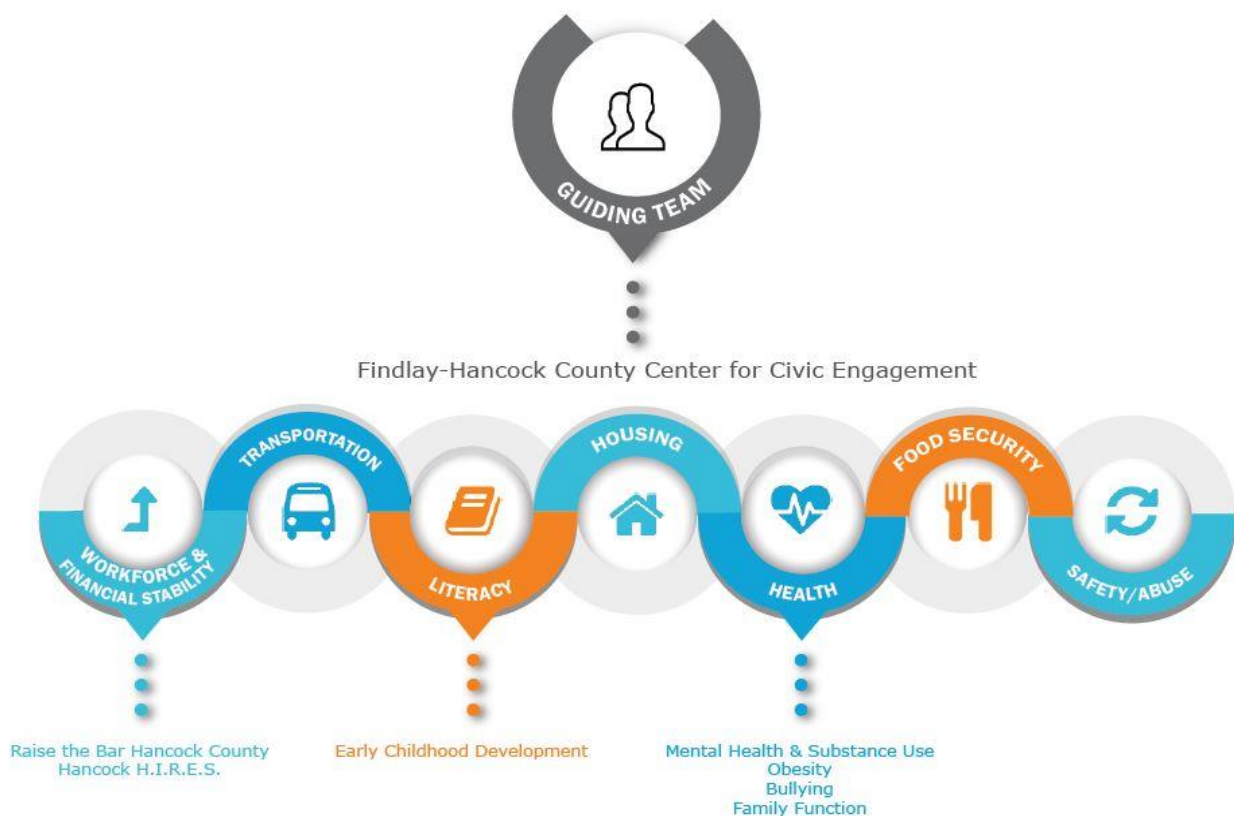 GUIDING TEAM
Findlay-Hancock County Center for Civic Engagement
WORKFORCE &
FINANCIAL STABILITY
TRANSPORTATION
LITERACY
HOUSING
HEALTH
FOOD SECURITY
SAFETY/ABUSE
Raise the Bar Hancock County
Hancock H.I.R.E.S.
Early Childhood Development
Mental Health & Substance Use
Obesity
Bullying
Family Function